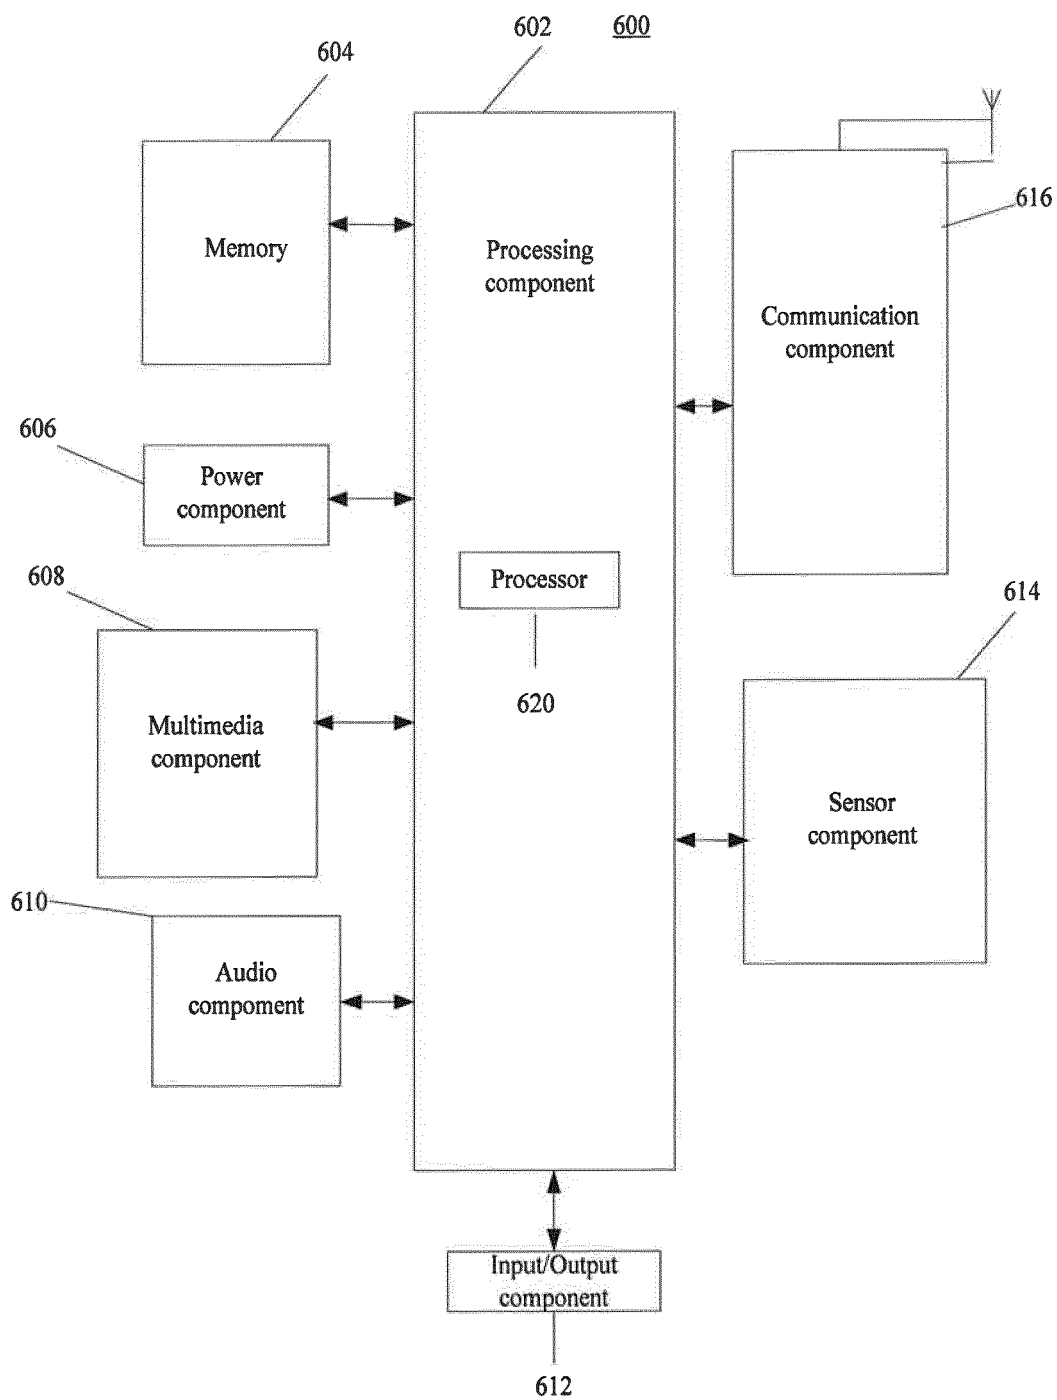 602
600
604
616
Memory
Processing
component
Communication
component
606
Power
component
608
Processor
614
620
Multimedia
component
Sensor
component
610
Audio
compoment
Input/Output
component
612